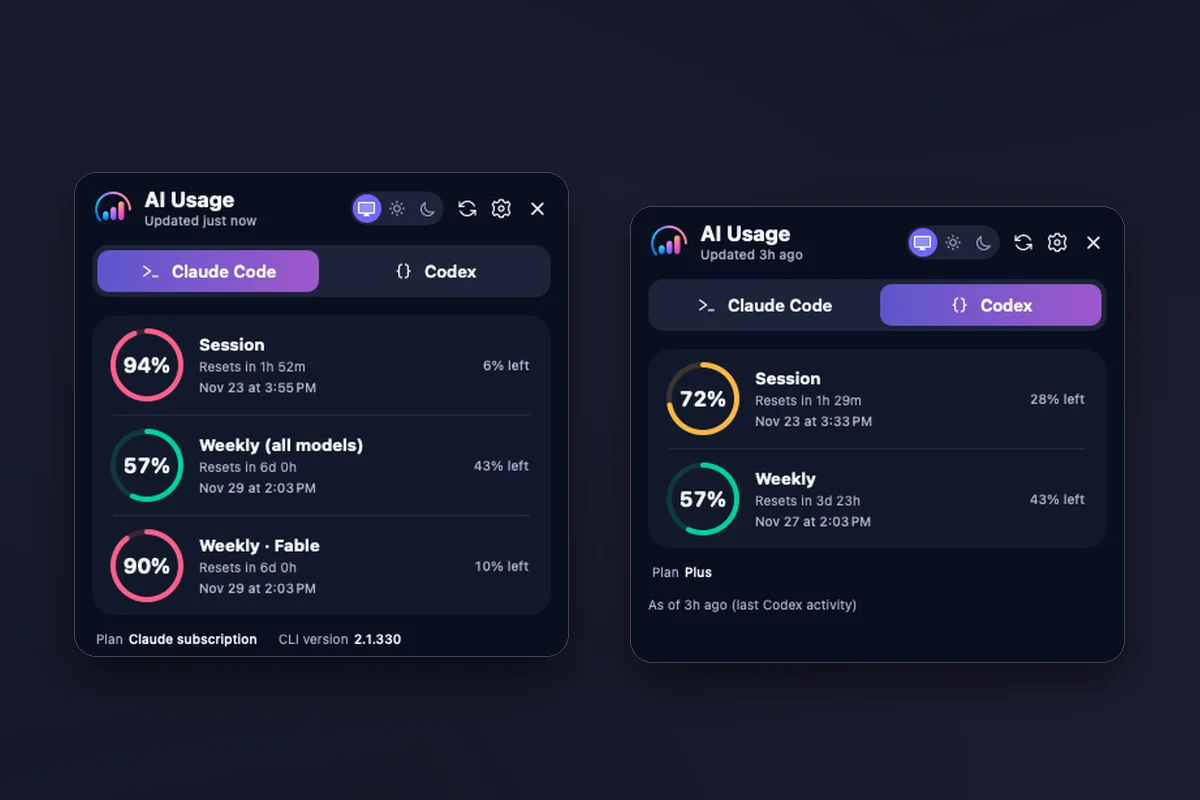 AI Usage
Updated just now
>_ Claude Code
{} Codex
94%
Session
Resets in 1h 52m
Nov 23 at 3:55 PM
6% left
57%
Weekly (all models)
Resets in 6d 0h
Nov 29 at 2:03 PM
43% left
90%
Weekly · Fable
Resets in 6d 0h
Nov 29 at 2:03 PM
10% left
Plan Claude subscription CLI version 2.1.330
AI Usage
Updated 3h ago
>_ Claude Code
{} Codex
72%
Session
Resets in 1h 29m
Nov 23 at 3:33 PM
28% left
57%
Weekly
Resets in 3d 23h
Nov 27 at 2:03 PM
43% left
Plan Plus
As of 3h ago (last Codex activity)